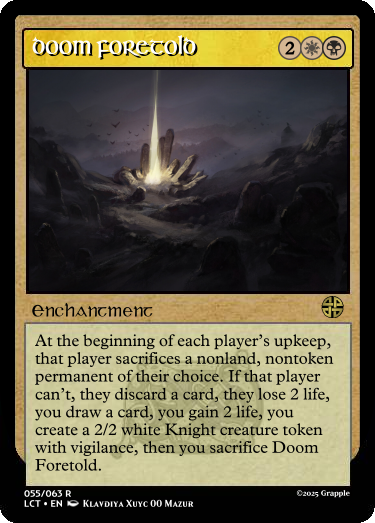 Doom Foretold
2
Enchantment
At the beginning of each player's upkeep,
that player sacrifices a nonland, nontoken
permanent of their choice. If that player
can't, they discard a card, they lose 2 life,
you draw a card, you gain 2 life, you
create a 2/2 white Knight creature token
with vigilance, then you sacrifice Doom
Foretold.
055/063 R
©2025 Grapple
LCT • EN Klavdiya Xuyc 00 Mazur